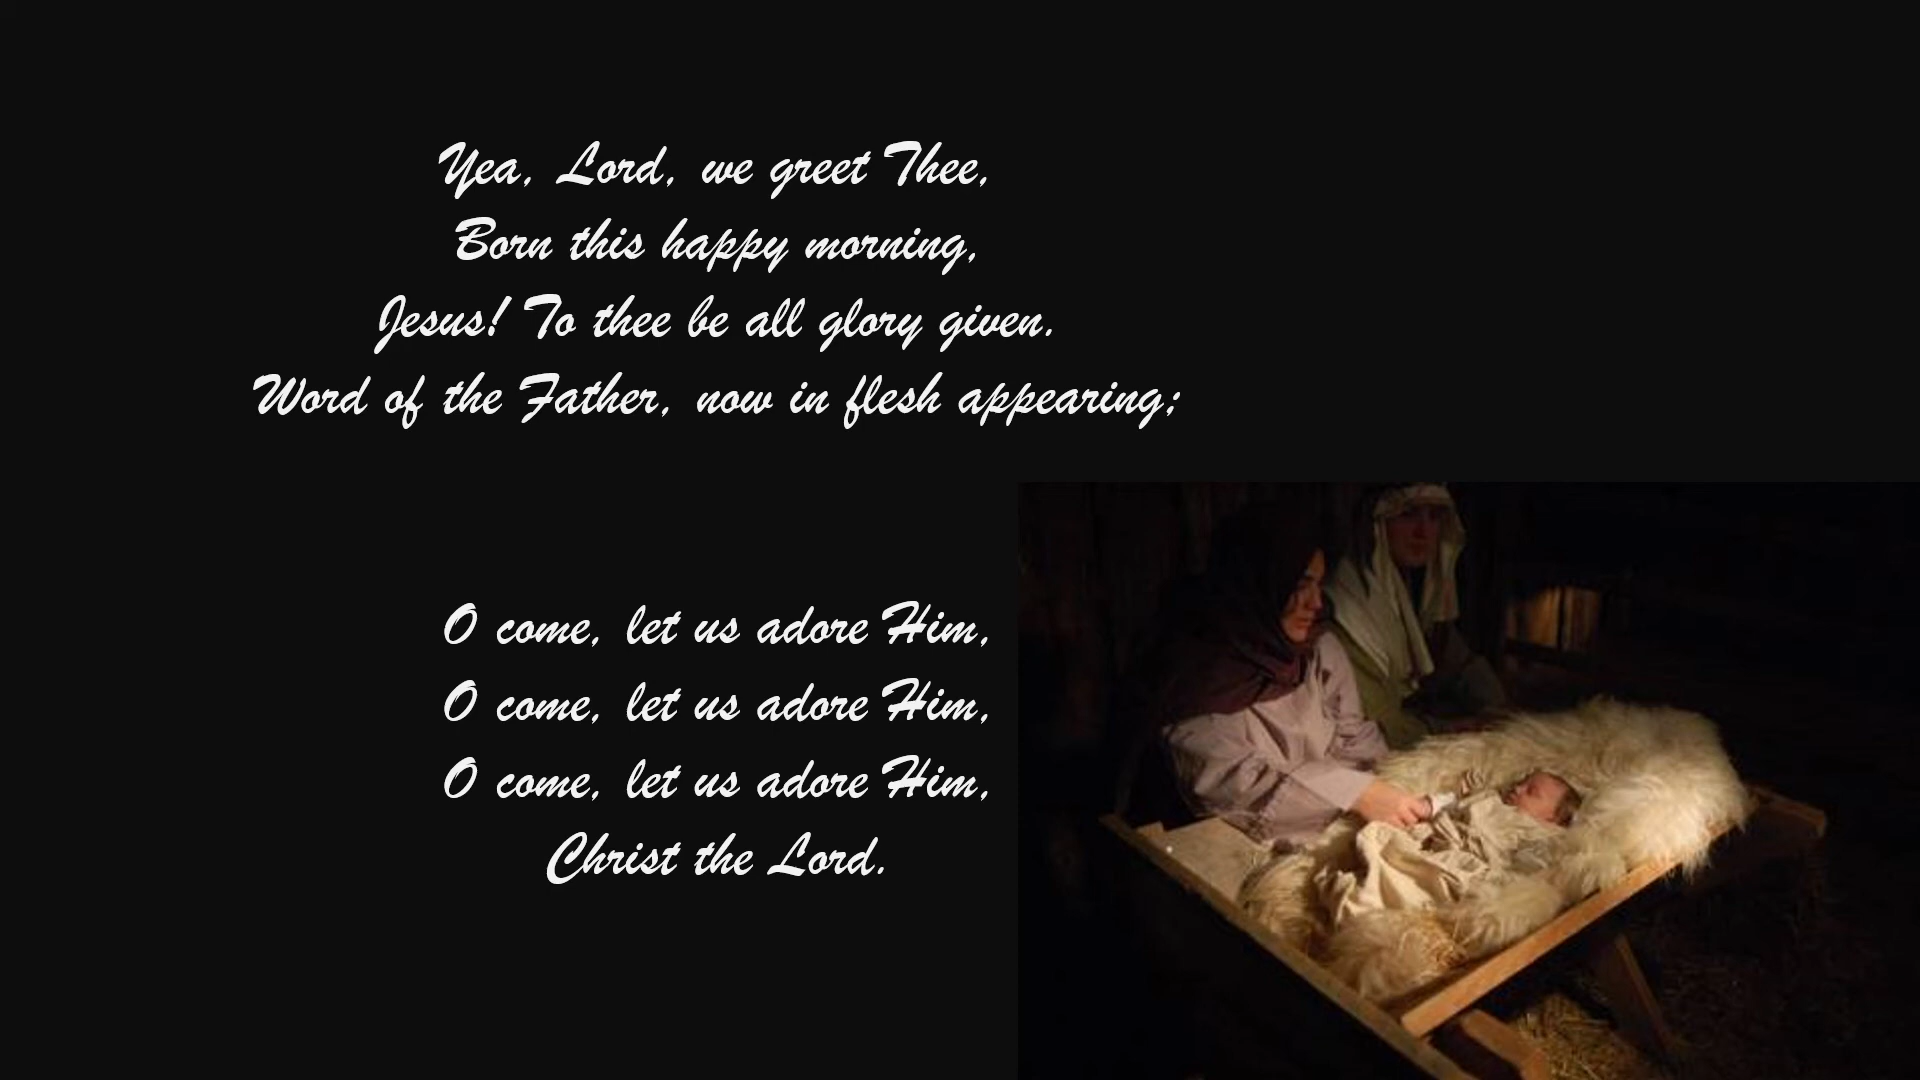 Yea, Lord, we greet Thee,
Born this happy morning,
Jesus! To thee be all glory given.
Word of the Father, now in flesh appearing;
O come, let us adore Him,
O come, let us adore Him,
O come, let us adore Him,
Christ the Lord.